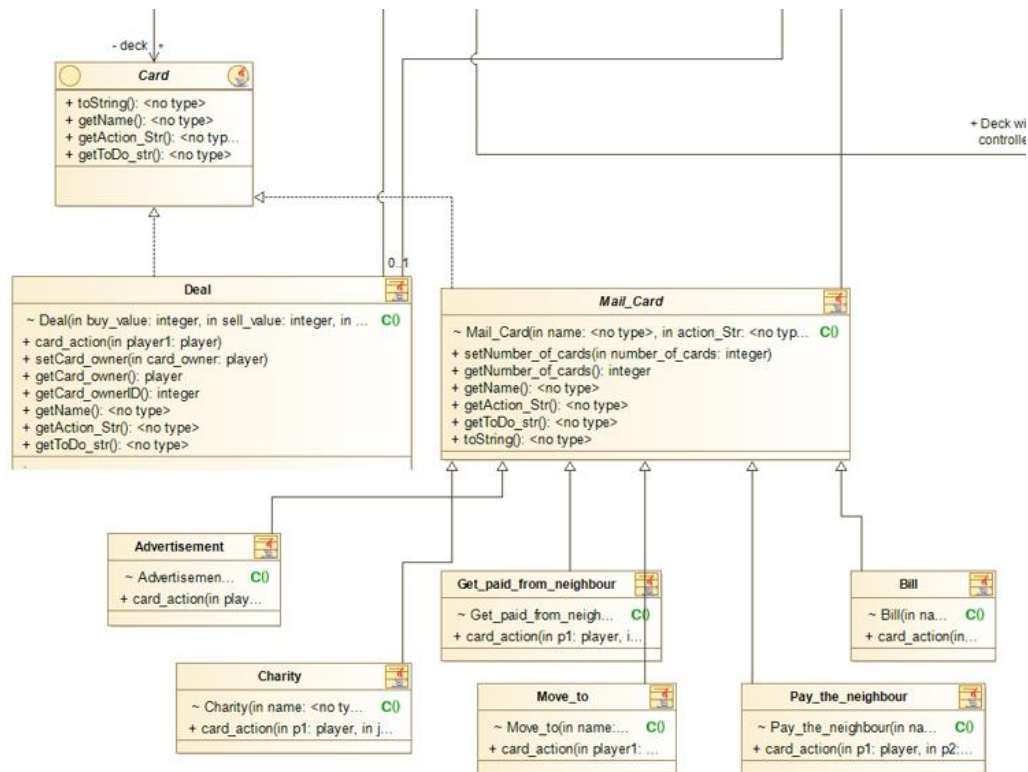 - deck *
Card
+ toString(): <no type>
+ getName(): <no type>
+ getAction_Str(): <no typ...
+ getToDo_str(): <no type>
+ Deck wi
controlle
0..1
Deal
~ Deal(in buy_value: integer, in sell_value: integer, in ... C()
+ card_action(in player1: player)
+ setCard_owner(in card_owner: player)
+ getCard_owner(): player
+ getCard_ownerID(): integer
+ getName(): <no type>
+ getAction_Str(): <no type>
+ getToDo_str(): <no type>
Mail_Card
~ Mail_Card(in name: <no type>, in action_Str: <no typ... C()
+ setNumber_of_cards(in number_of_cards: integer)
+ getNumber_of_cards(): integer
+ getName(): <no type>
+ getAction_Str(): <no type>
+ getToDo_str(): <no type>
+ toString(): <no type>
Advertisement
~ Advertisemen... C()
+ card_action(in play...
Get_paid_from_neighbour
~ Get_paid_from_neigh... C()
+ card_action(in p1: player, i...
Bill
~ Bill(in na... C()
+ card_action(in...
Charity
~ Charity(in name: <no ty... C()
+ card_action(in p1: player, in j...
Move_to
~ Move_to(in name:... C()
+ card_action(in player1: ...
Pay_the_neighbour
~ Pay_the_neighbour(in na... C()
+ card_action(in p1: player, in p2:...